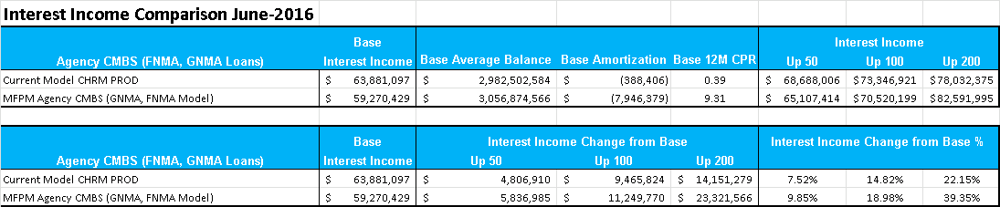 Interest Income Comparison June-2016
Base Interest Income
Agency CMBS (FNMA, GNMA Loans) Interest Income Base Average Balance Base Amortization Base 12M CPR Up 50 Up 100 Up 200
Current Model CHRM PROD $ 63,881,097 $ 2,982,502,584 $ (388,406) 0.39 $ 68,688,006 $73,346,921 $78,032,375
MFPM Agency CMBS (GNMA, FNMA Model) $ 59,270,429 $ 3,056,874,566 $ (7,946,379) 9.31 $ 65,107,414 $70,520,199 $82,591,995
Base Interest Income Change from Base Interest Income Change from Base %
Agency CMBS (FNMA, GNMA Loans) Interest Income Up 50 Up 100 Up 200
Current Model CHRM PROD $ 63,881,097 $ 4,806,910 $ 9,465,824 $ 14,151,279 7.52% 14.82% 22.15%
MFPM Agency CMBS (GNMA, FNMA Model) $ 59,270,429 $ 5,836,985 $ 11,249,770 $ 23,321,566 9.85% 18.98% 39.35%